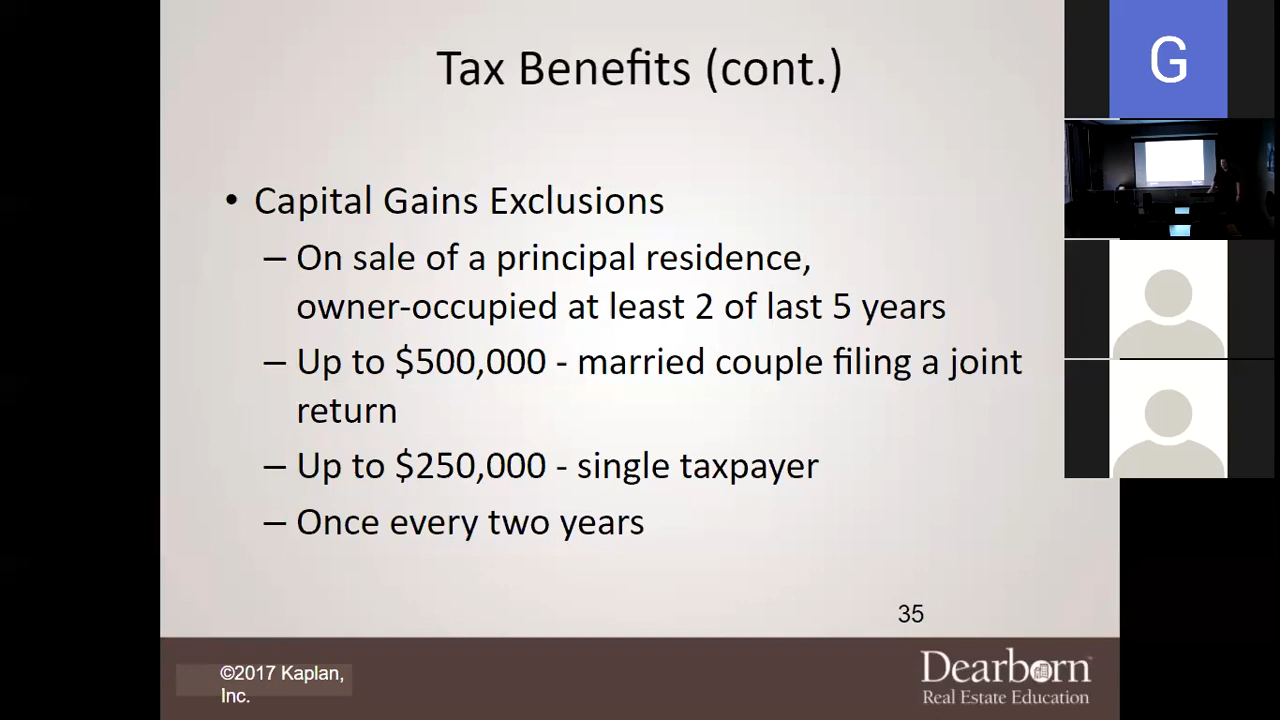 Tax Benefits (cont.)
G
• Capital Gains Exclusions
– On sale of a principal residence,
owner-occupied at least 2 of last 5 years
– Up to $500,000 - married couple filing a joint
return
– Up to $250,000 - single taxpayer
– Once every two years
35
©2017 Kaplan,
Inc.
Dearborn
Real Estate Education